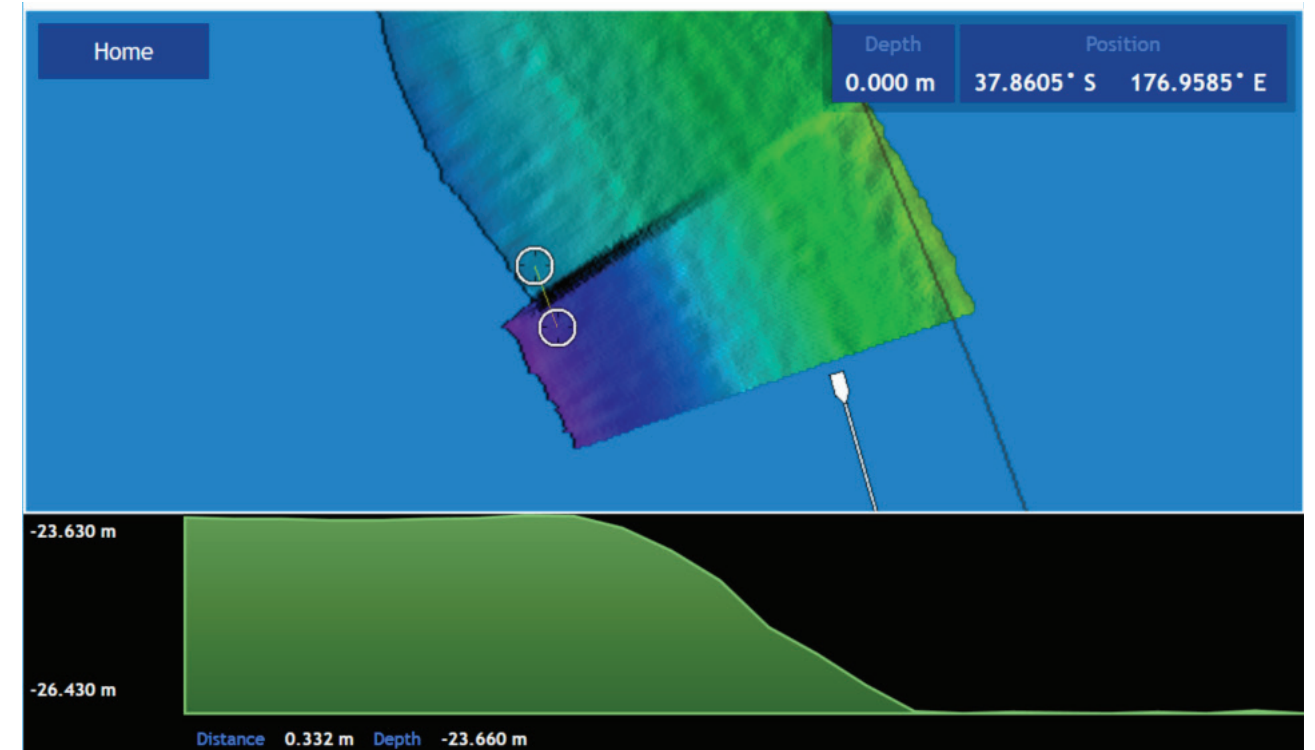 Home
Depth
Position
0.000 m
37.8605° S 176.9585° E
-23.630 m
-26.430 m
Distance 0.332 m Depth -23.660 m